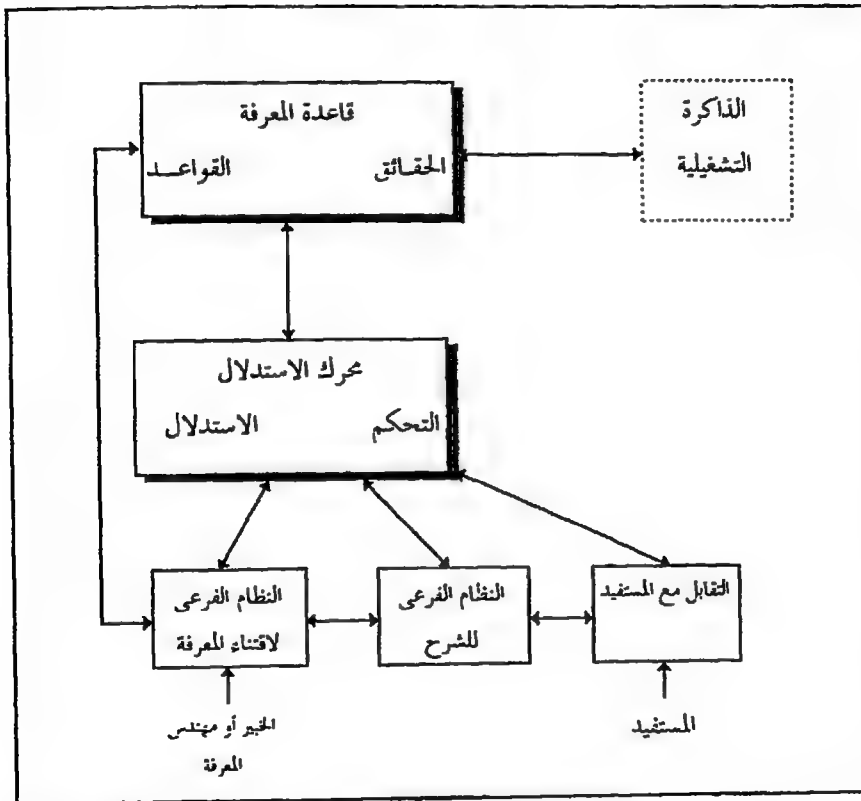 قاعدة المعرفة
الحقائق القواعد
الذاكرة
التشغيلية
محرك الاستدلال
التحكم الاستدلال
التقابل مع المستفيد
النظام الفرعى
للشرح
النظام الفرعى
لاقتناء المعرفة
المستفيد
الخبير أو مهندس
المعرفة